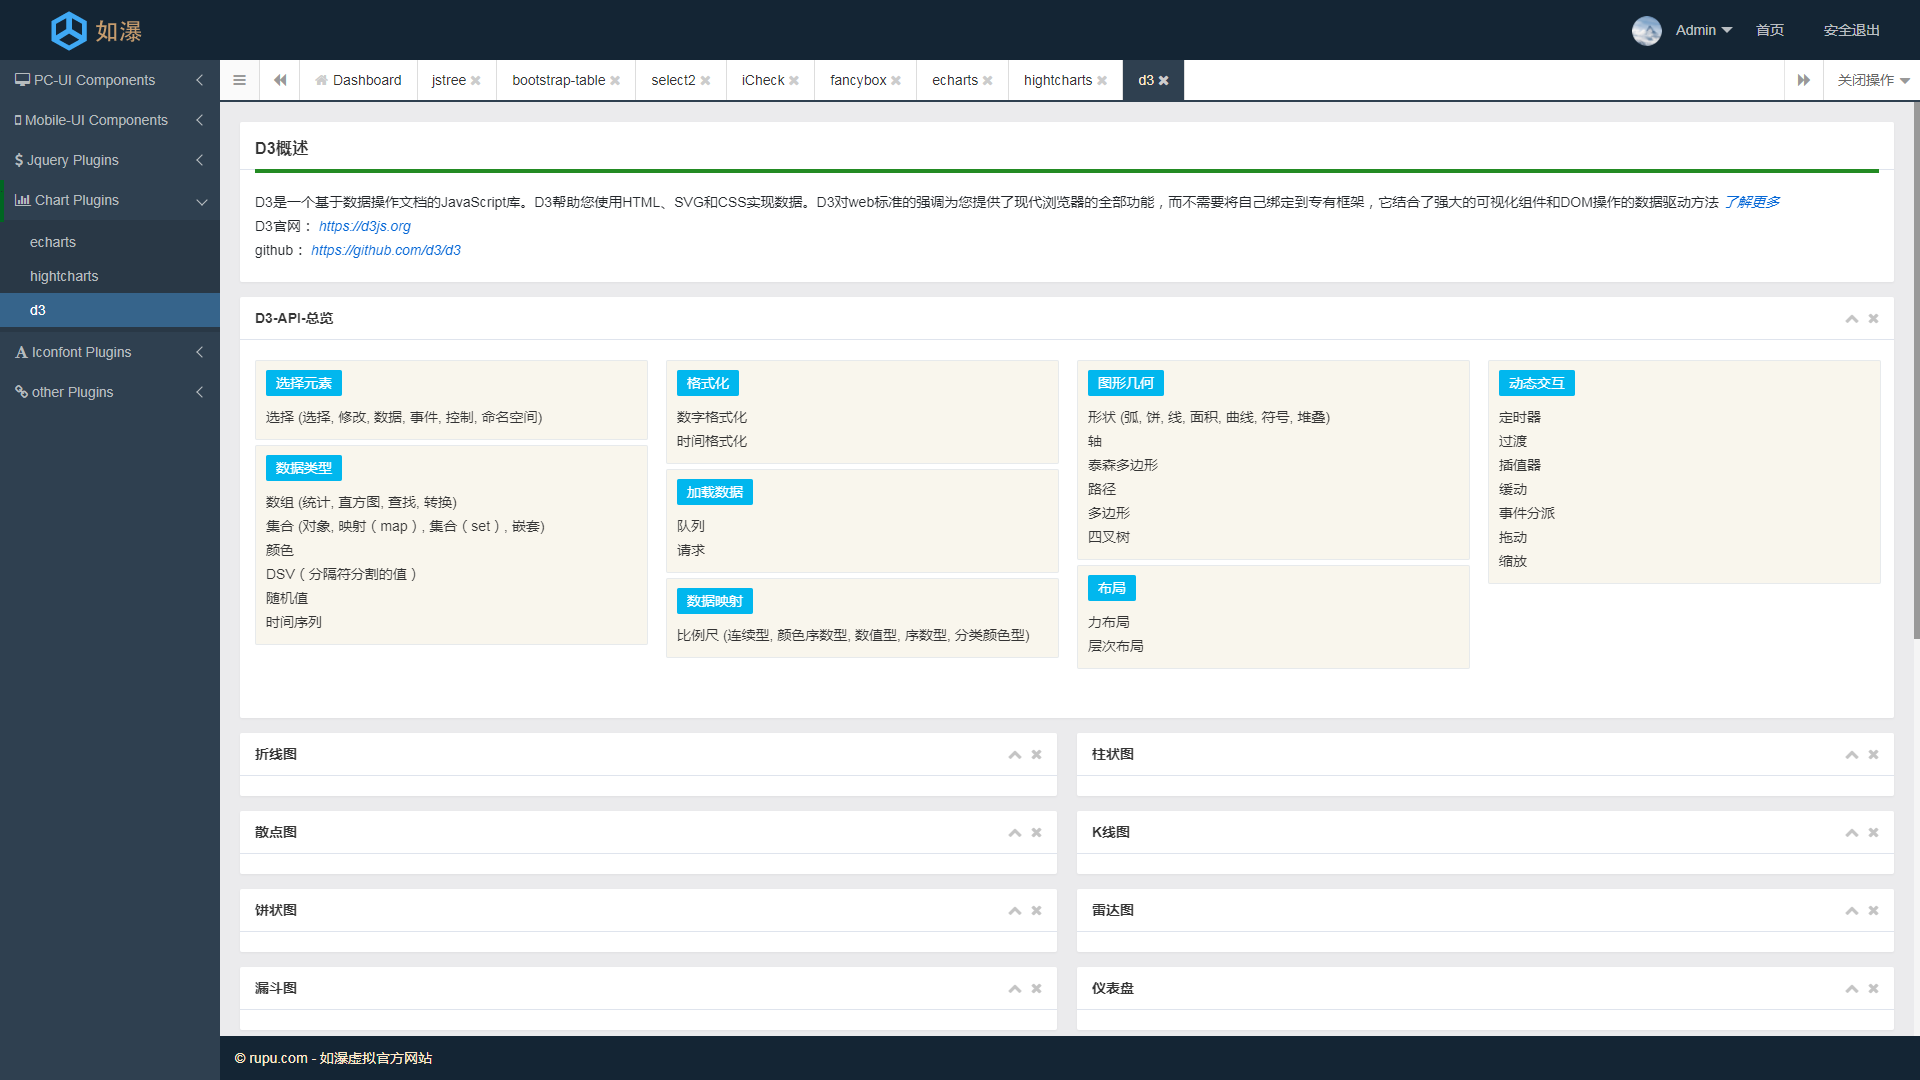 如瀑
Admin
首页
安全退出
PC-UI Components
Mobile-UI Components
Jquery Plugins
Chart Plugins
echarts
hightcharts
d3
Iconfont Plugins
other Plugins
Dashboard
jstree
bootstrap-table
select2
iCheck
fancybox
echarts
hightcharts
d3
关闭操作
D3概述
D3是一个基于数据操作文档的JavaScript库。D3帮助您使用HTML、SVG和CSS实现数据。D3对web标准的强调为您提供了现代浏览器的全部功能，而不需要将自己绑定到专有框架，它结合了强大的可视化组件和DOM操作的数据驱动方法 了解更多
D3官网： https://d3js.org
github： https://github.com/d3/d3
D3-API-总览
选择元素
选择 (选择, 修改, 数据, 事件, 控制, 命名空间)
数据类型
数组 (统计, 直方图, 查找, 转换)
集合 (对象, 映射（map）, 集合（set）, 嵌套)
颜色
DSV（分隔符分割的值）
随机值
时间序列
格式化
数字格式化
时间格式化
加载数据
队列
请求
数据映射
比例尺 (连续型, 颜色序数型, 数值型, 序数型, 分类颜色型)
图形几何
形状 (弧, 饼, 线, 面积, 曲线, 符号, 堆叠)
轴
泰森多边形
路径
多边形
四叉树
布局
力布局
层次布局
动态交互
定时器
过渡
插值器
缓动
事件分派
拖动
缩放
折线图
柱状图
散点图
K线图
饼状图
雷达图
漏斗图
仪表盘
© rupu.com - 如瀑虚拟官方网站